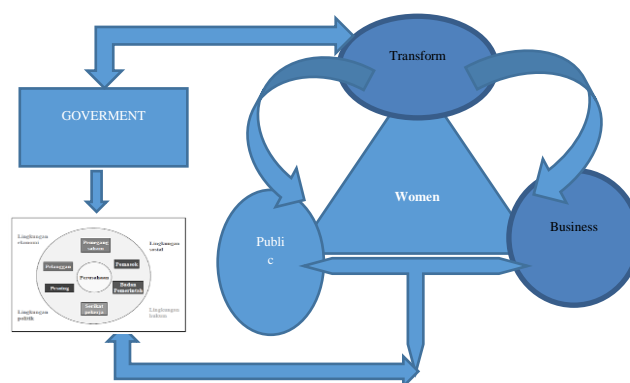 Transform
GOVERMENT
Women
Publi
c
Business
Lingkungan
ekonomi
Lingkungan
sosial
Pemegang
saham
Pelanggan
Pemasok
Perusahaan
Pesaing
Badan
Pemerintah
Serikat
pekerja
Lingkungan
politik
Lingkungan